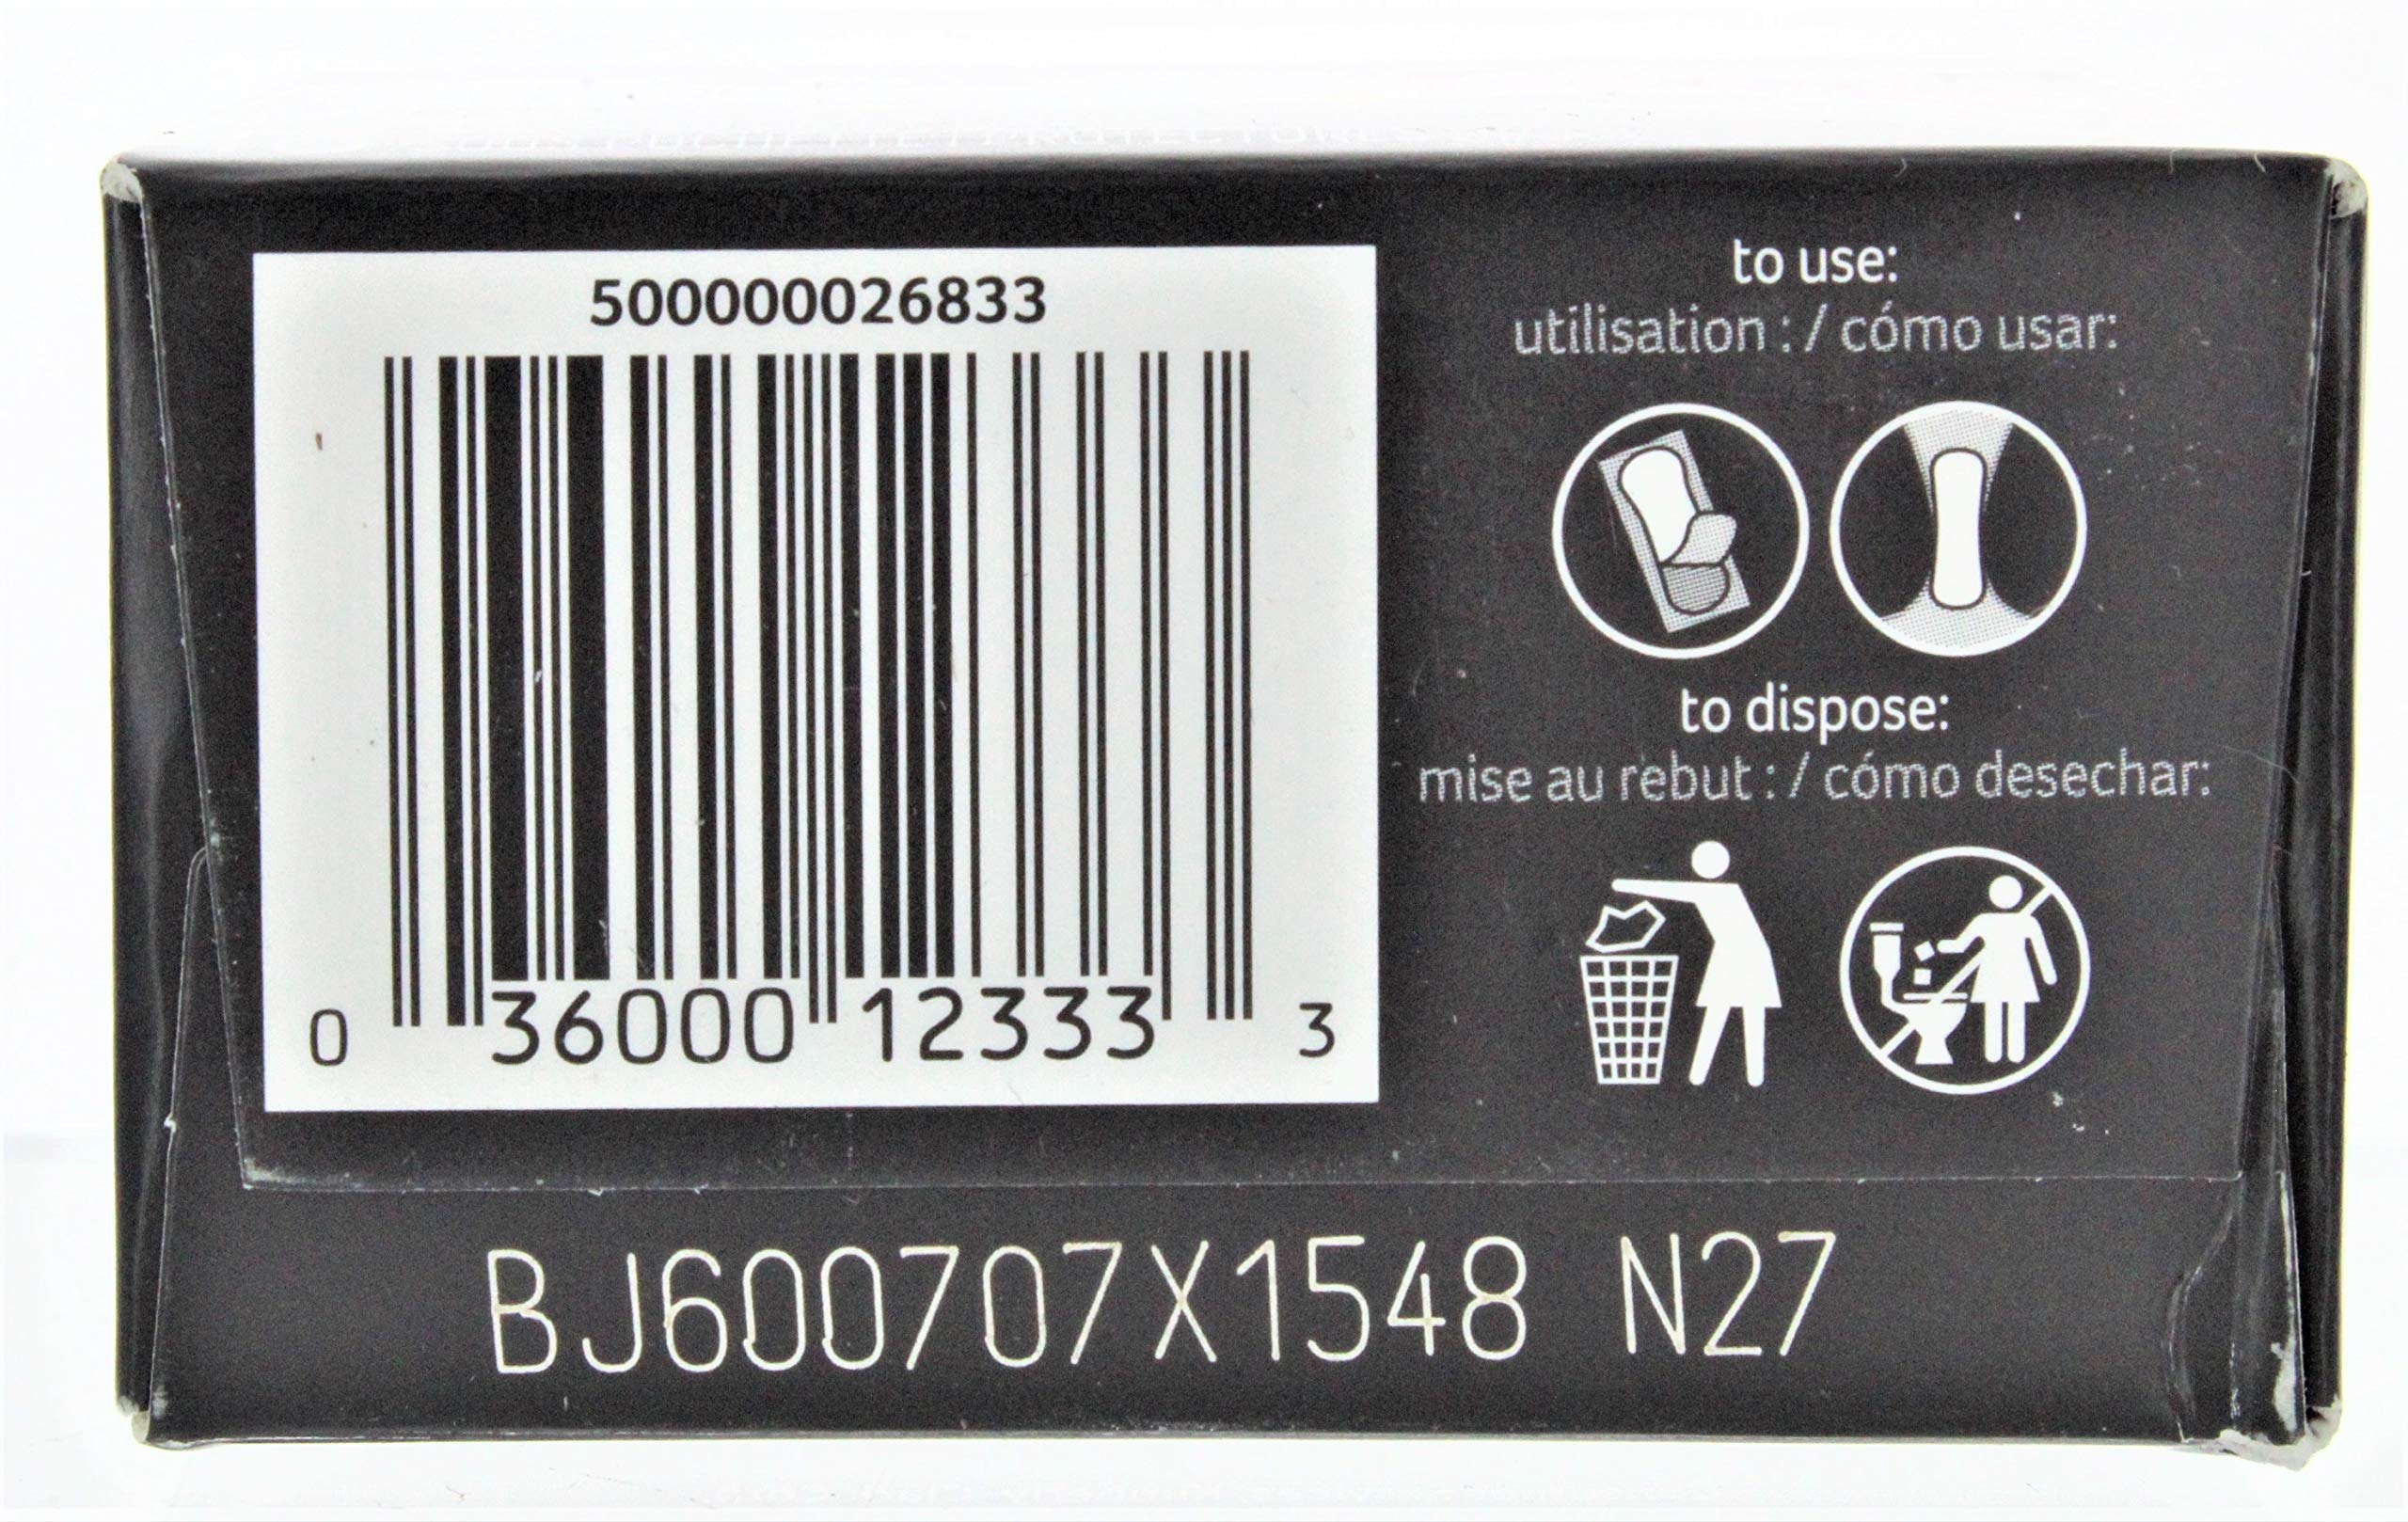 500000026833
0 36000 12333 3
to use:
utilisation : / cómo usar:
to dispose:
mise au rebut : / cómo desechar:
BJ600707X1548 N27